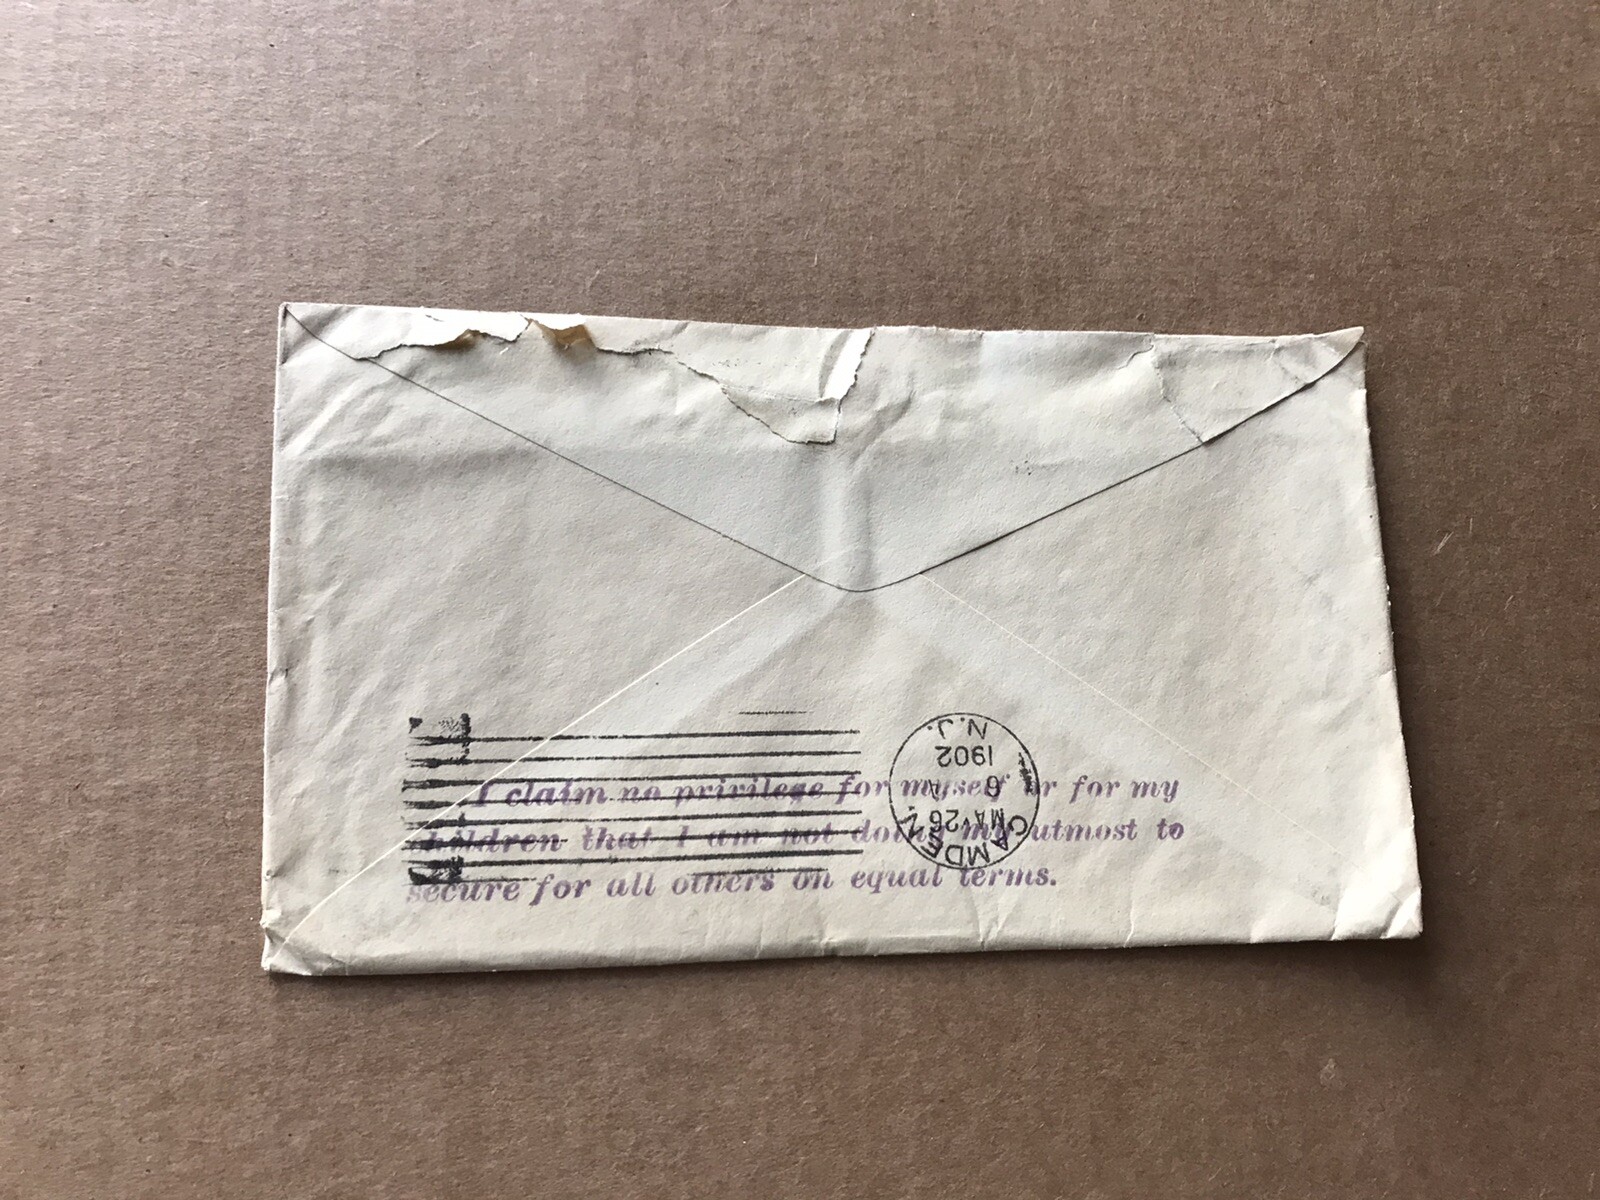 I claim no privilege for myself or for my
children that I am not doing my utmost to
secure for all others on equal terms.
CAMDEN
MAY 26
6 A
1902
N.J.